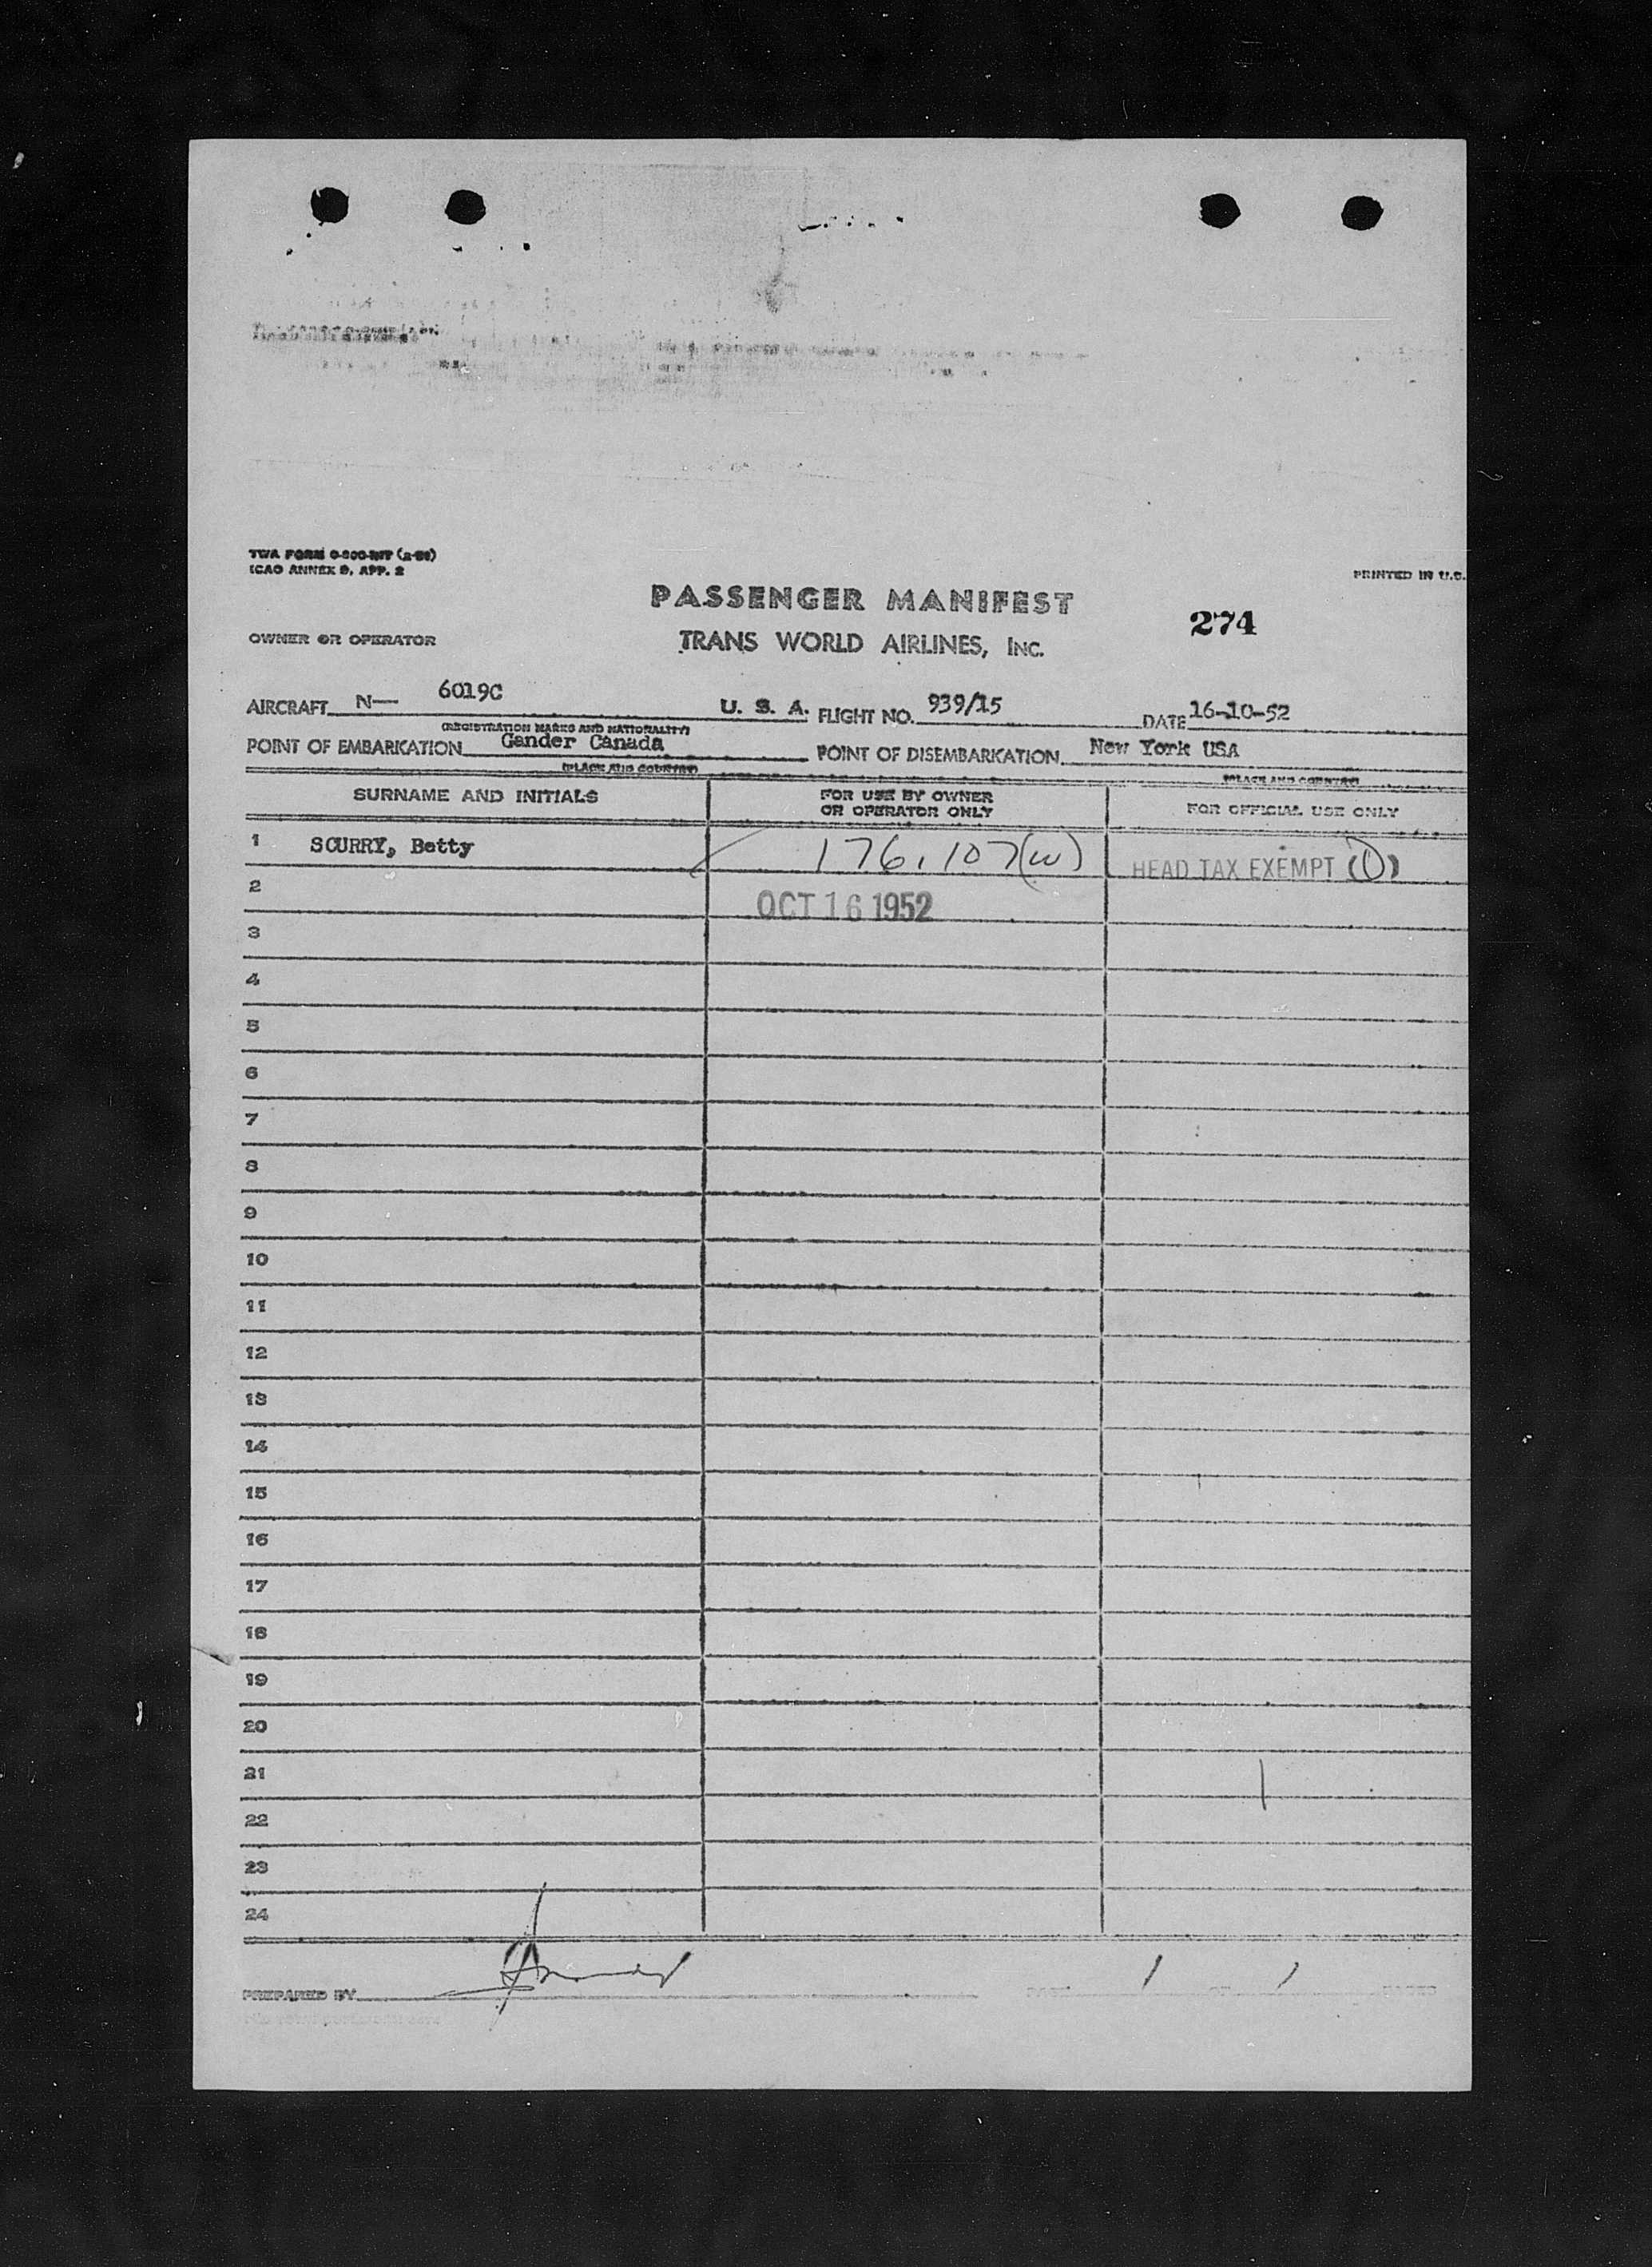 ICAO ANNEX 9, APP. 2
PRINTED IN U.S.
PASSENGER MANIFEST
274
OWNER OR OPERATOR
TRANS WORLD AIRLINES, INC.
AIRCRAFT N— 6019C U. S. A. FLIGHT NO. 939/15 DATE 16-10-52
(REGISTRATION MARKS AND NATIONALITY)
POINT OF EMBARKATION Gander Canada POINT OF DISEMBARKATION New York USA
(PLACE AND COUNTRY) (PLACE AND COUNTRY)
SURNAME AND INITIALS FOR USE BY OWNER OR OPERATOR ONLY FOR OFFICIAL USE ONLY
1 SCURRY, Betty 176.107(W) HEAD TAX EXEMPT (1)
2 OCT 16 1952
3
4
5
6
7
8
9
10
11
12
13
14
15
16
17
18
19
20
21
22
23
24
PREPARED BY PAGE 1 OF 1 PAGES